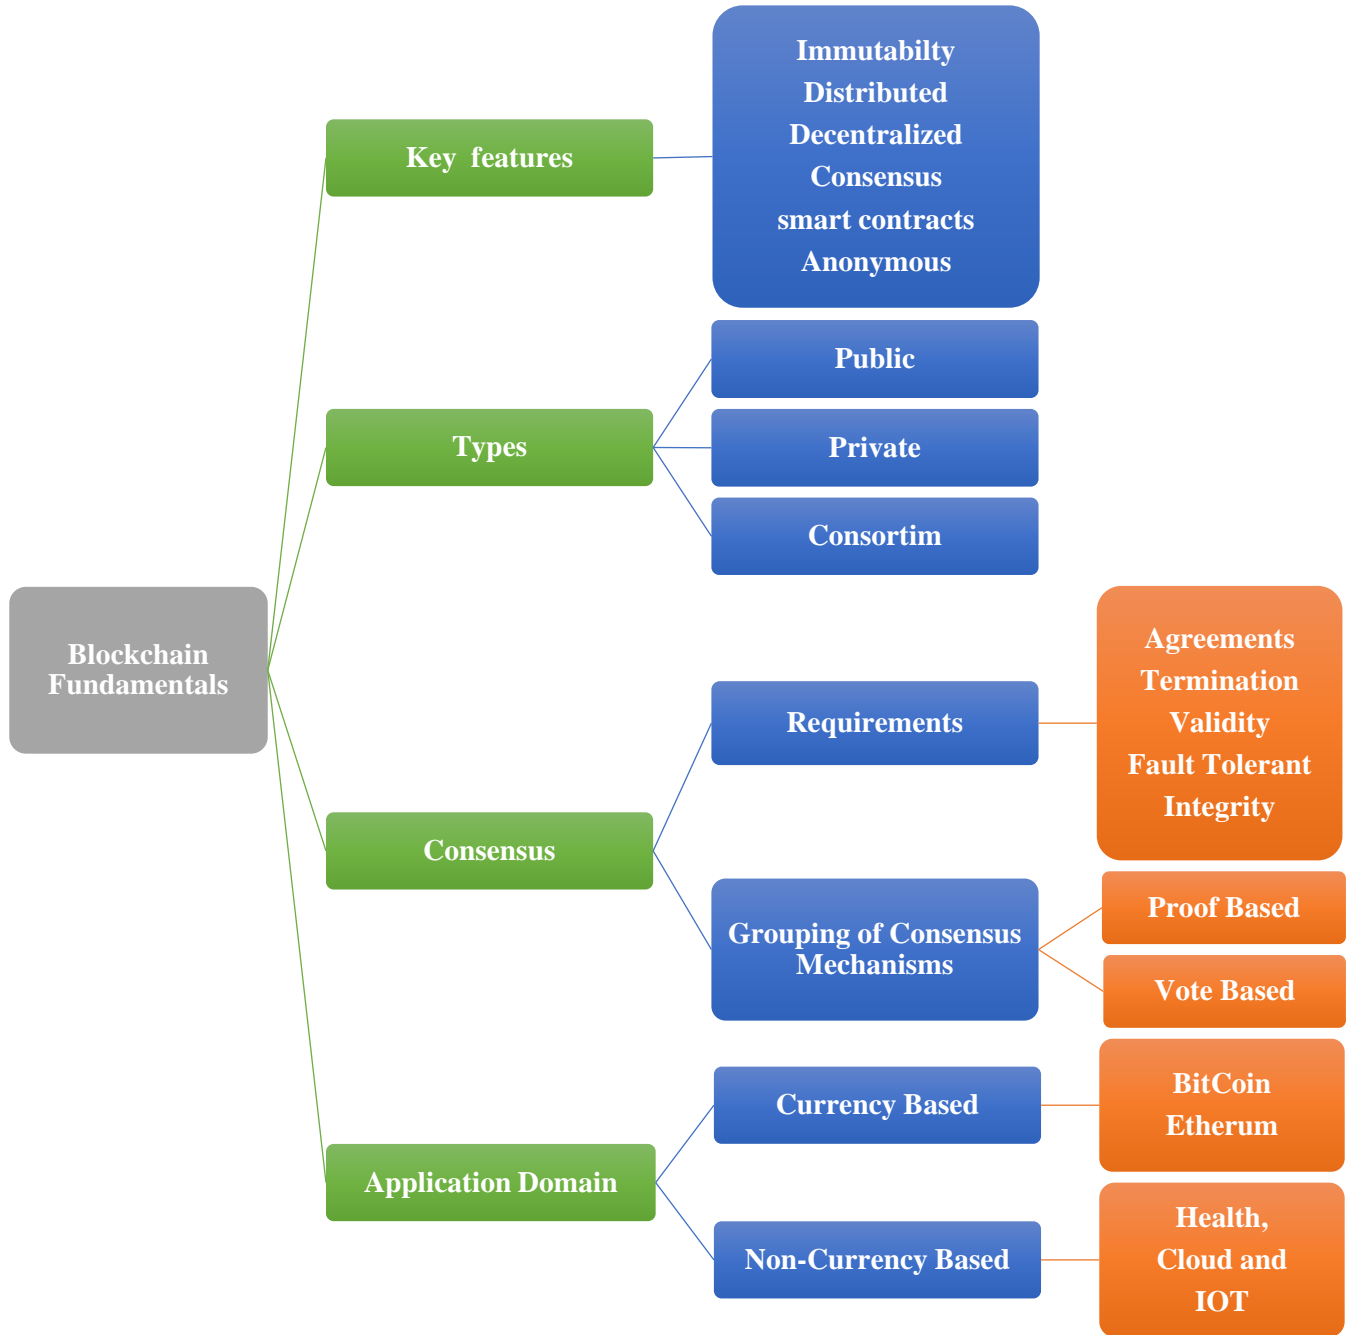 Blockchain
Fundamentals
Key features
Immutabilty
Distributed
Decentralized
Consensus
smart contracts
Anonymous
Types
Public
Private
Consortim
Consensus
Requirements
Agreements
Termination
Validity
Fault Tolerant
Integrity
Grouping of Consensus
Mechanisms
Proof Based
Vote Based
Application Domain
Currency Based
BitCoin
Etherum
Non-Currency Based
Health,
Cloud and
IOT